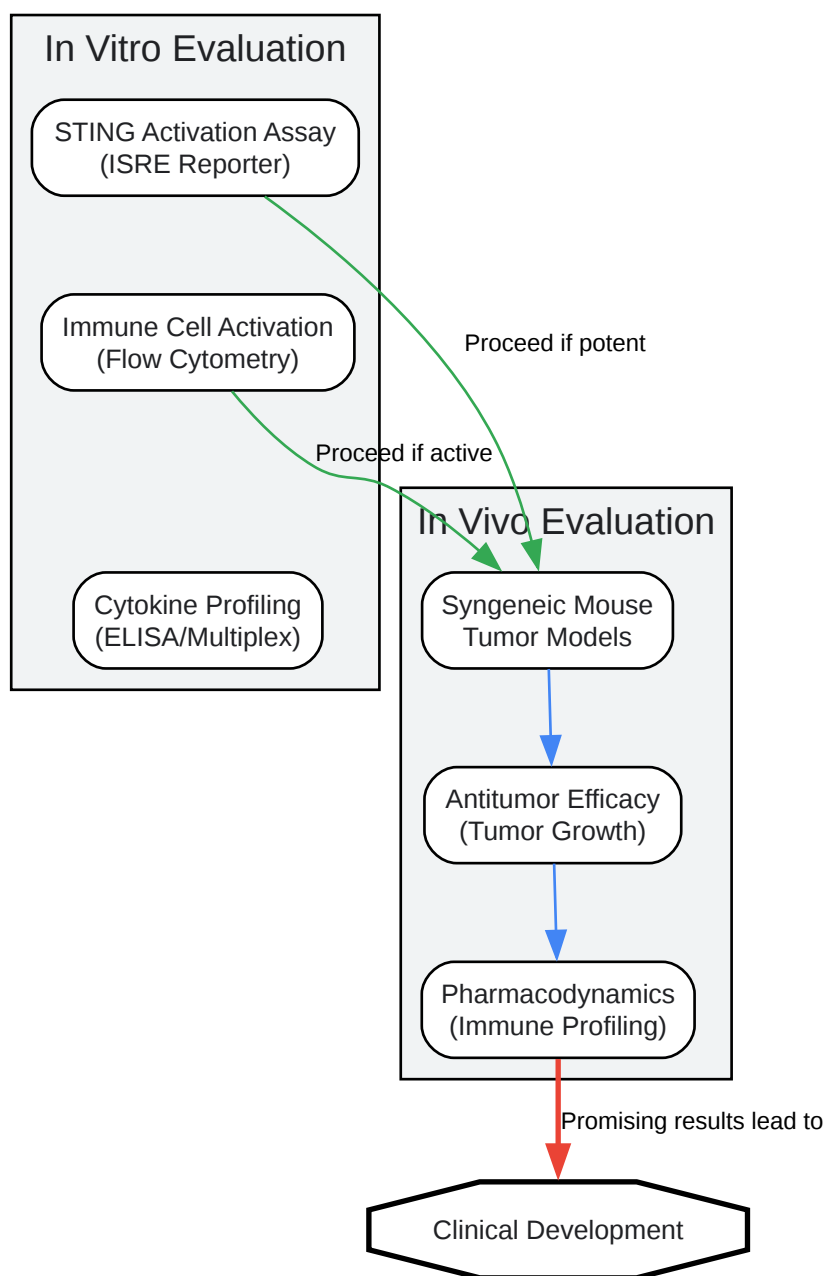 In Vitro Evaluation
STING Activation Assay
(ISRE Reporter)
Immune Cell Activation
(Flow Cytometry)
Proceed if potent
Proceed if active
In Vivo Evaluation
Cytokine Profiling
(ELISA/Multiplex)
Syngeneic Mouse
Tumor Models
Antitumor Efficacy
(Tumor Growth)
Pharmacodynamics
(Immune Profiling)
Promising results lead to
Clinical Development